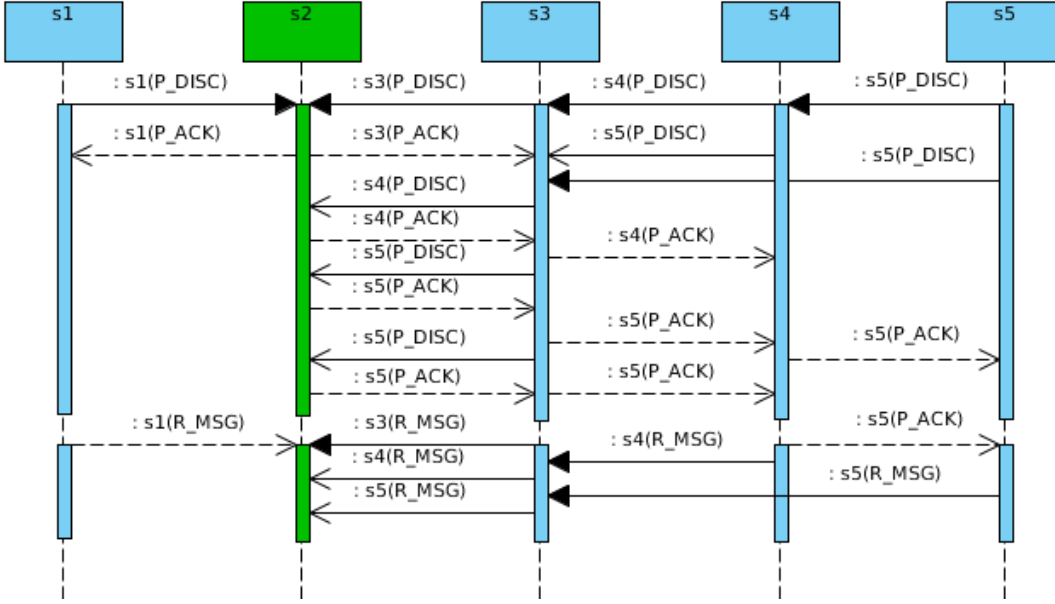 s1 s2 s3 s4 s5
: s1(P_DISC) : s3(P_DISC) : s4(P_DISC) : s5(P_DISC)
: s1(P_ACK) : s3(P_ACK) : s5(P_DISC)
: s5(P_DISC)
: s4(P_DISC)
: s4(P_ACK)
: s4(P_ACK)
: s5(P_DISC)
: s5(P_ACK)
: s5(P_ACK)
: s5(P_DISC)
: s5(P_ACK)
: s5(P_ACK) : s5(P_ACK)
: s1(R_MSG) : s3(R_MSG) : s5(P_ACK)
: s4(R_MSG)
: s4(R_MSG)
: s5(R_MSG)
: s5(R_MSG)